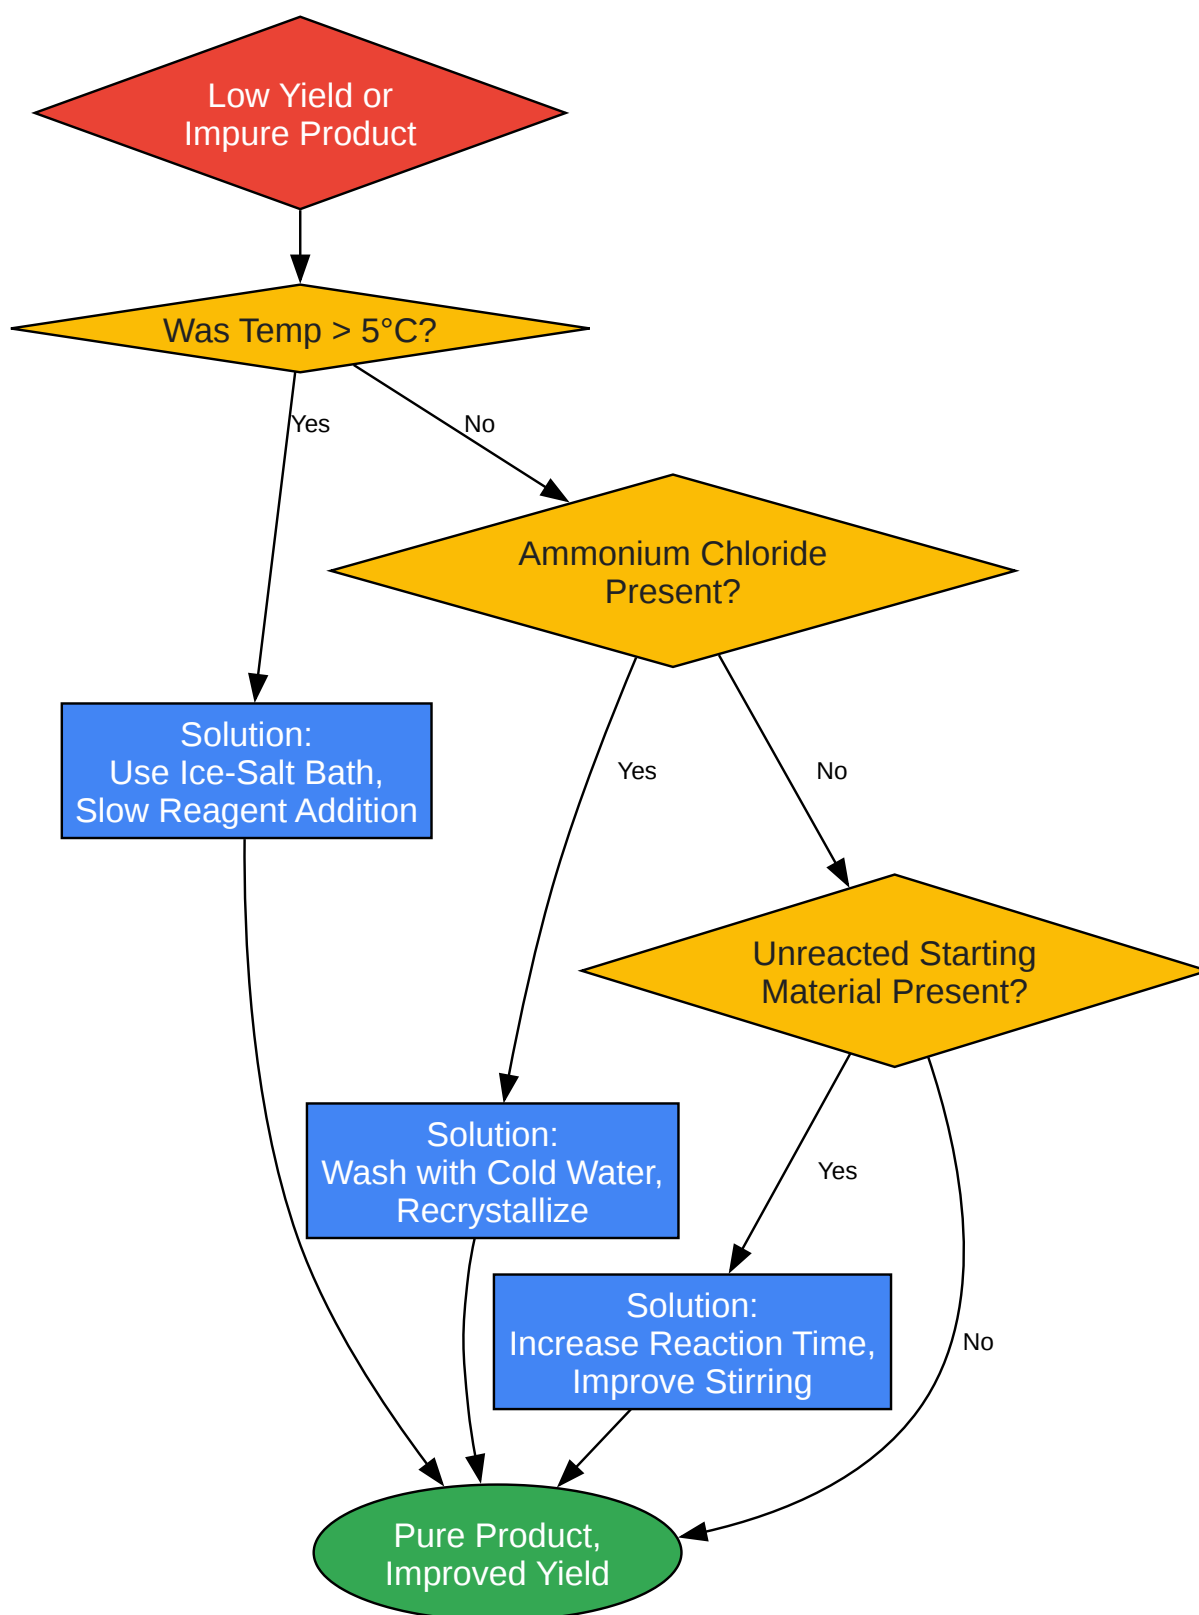 Low Yield or
Impure Product
Was Temp > 5°C?
Yes
No
Ammonium Chloride
Present?
Solution:
Use Ice-Salt Bath,
Slow Reagent Addition
Yes
No
Unreacted Starting
Material Present?
Solution:
Wash with Cold Water,
Recrystallize
Yes
Solution:
Increase Reaction Time,
Improve Stirring
No
Pure Product,
Improved Yield